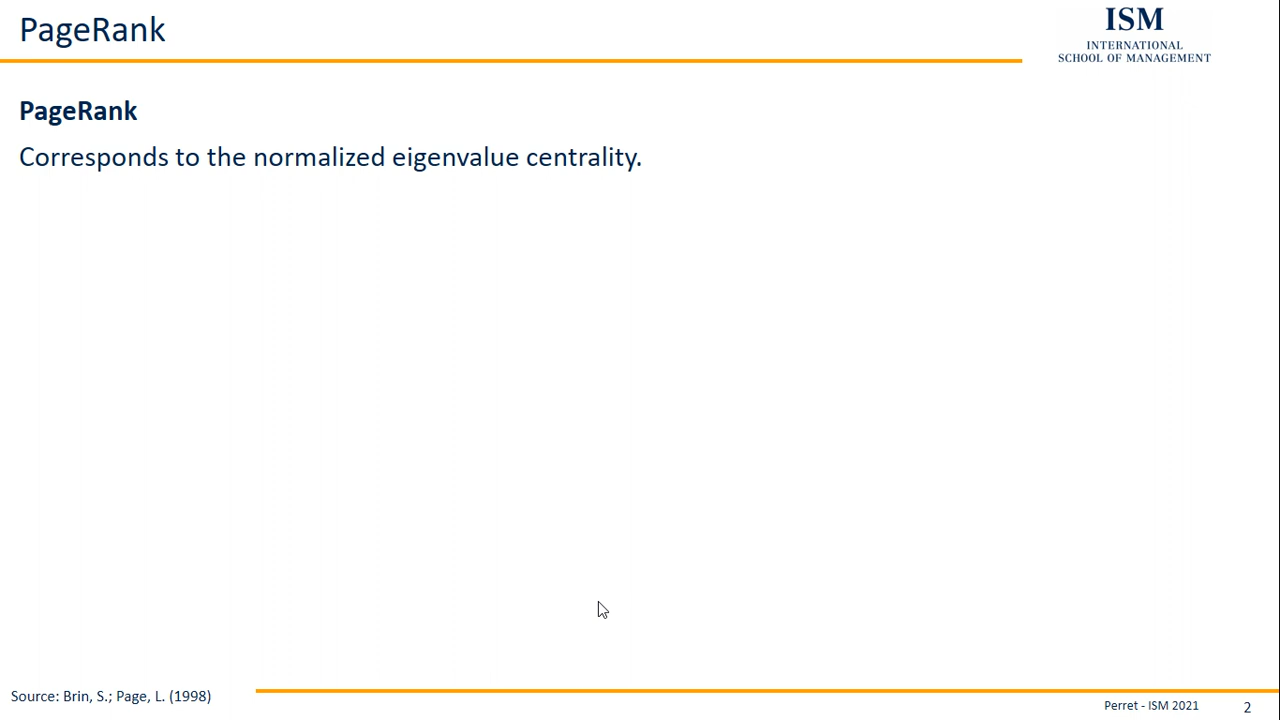 PageRank
ISM
INTERNATIONAL
SCHOOL OF MANAGEMENT
PageRank
Corresponds to the normalized eigenvalue centrality.
Source: Brin, S.; Page, L. (1998)
Perret - ISM 2021
2